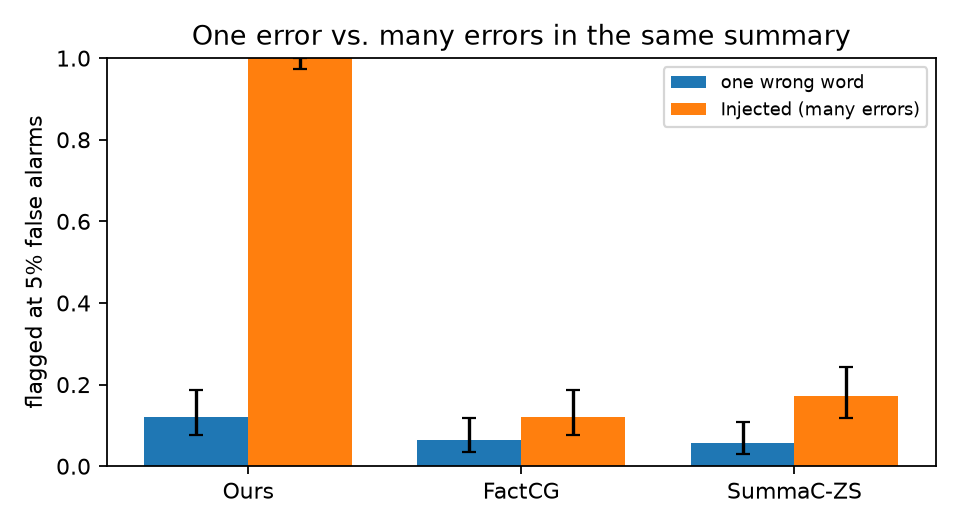 One error vs. many errors in the same summary
one wrong word
Injected (many errors)
flagged at 5% false alarms
1.0
0.8
0.6
0.4
0.2
0.0
Ours
FactCG
SummaC-ZS